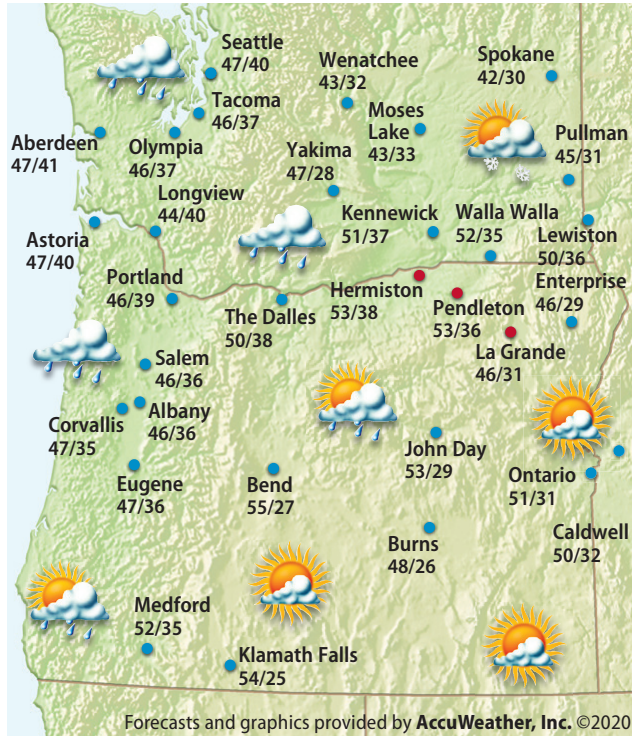 Seattle
47/40
Wenatchee
43/32
Spokane
42/30
Tacoma
46/37
Moses
Lake
43/33
Aberdeen
47/41
Olympia
46/37
Pullman
45/31
Yakima
47/28
Longview
44/40
Kennewick
51/37
Walla Walla
52/35
Lewiston
50/36
Astoria
47/40
Portland
46/39
The Dalles
50/38
Hermiston
53/38
Pendleton
53/36
Enterprise
46/29
La Grande
46/31
Salem
46/36
Corvallis
47/35
Albany
46/36
John Day
53/29
Eugene
47/36
Bend
55/27
Ontario
51/31
Burns
48/26
Caldwell
50/32
Medford
52/35
Klamath Falls
54/25
Forecasts and graphics provided by AccuWeather, Inc. ©2020